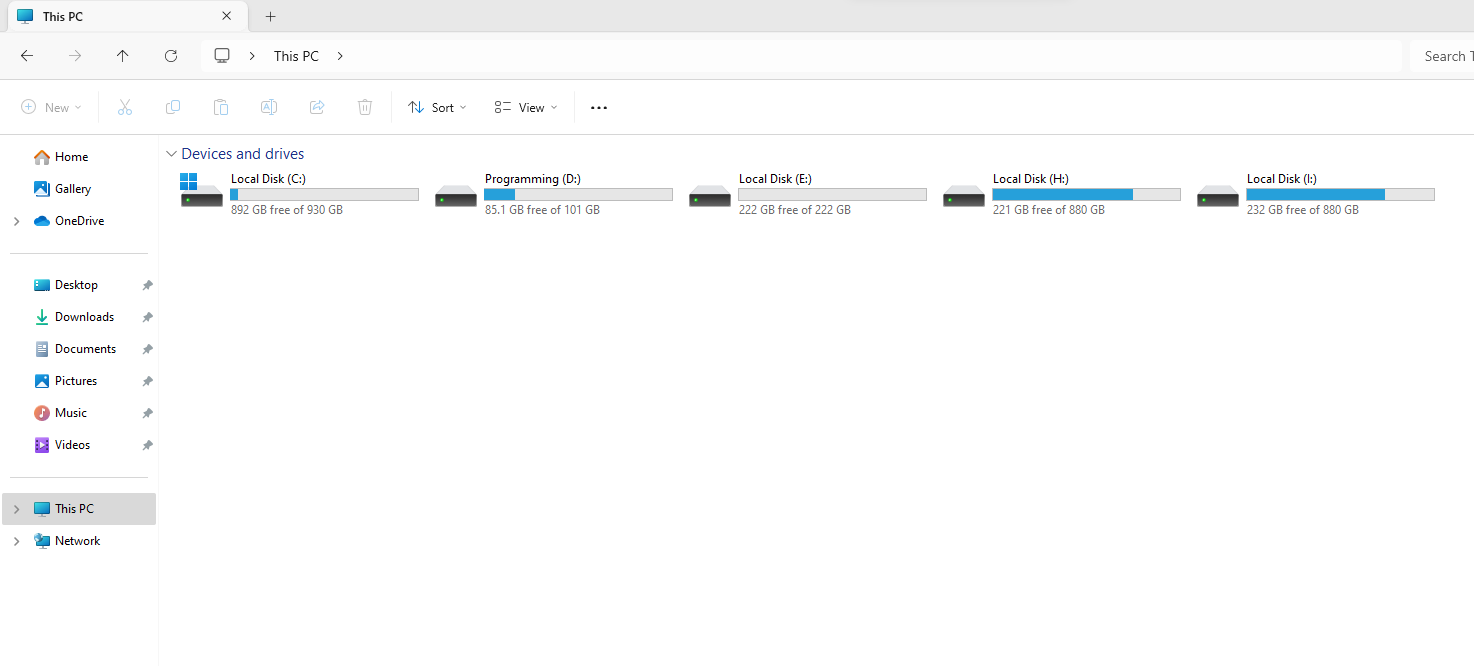 This PC
This PC
Search T
New
Sort
View
Home
Gallery
OneDrive
Desktop
Downloads
Documents
Pictures
Music
Videos
This PC
Network
Devices and drives
Local Disk (C:)
892 GB free of 930 GB
Programming (D:)
85.1 GB free of 101 GB
Local Disk (E:)
222 GB free of 222 GB
Local Disk (H:)
221 GB free of 880 GB
Local Disk (I:)
232 GB free of 880 GB